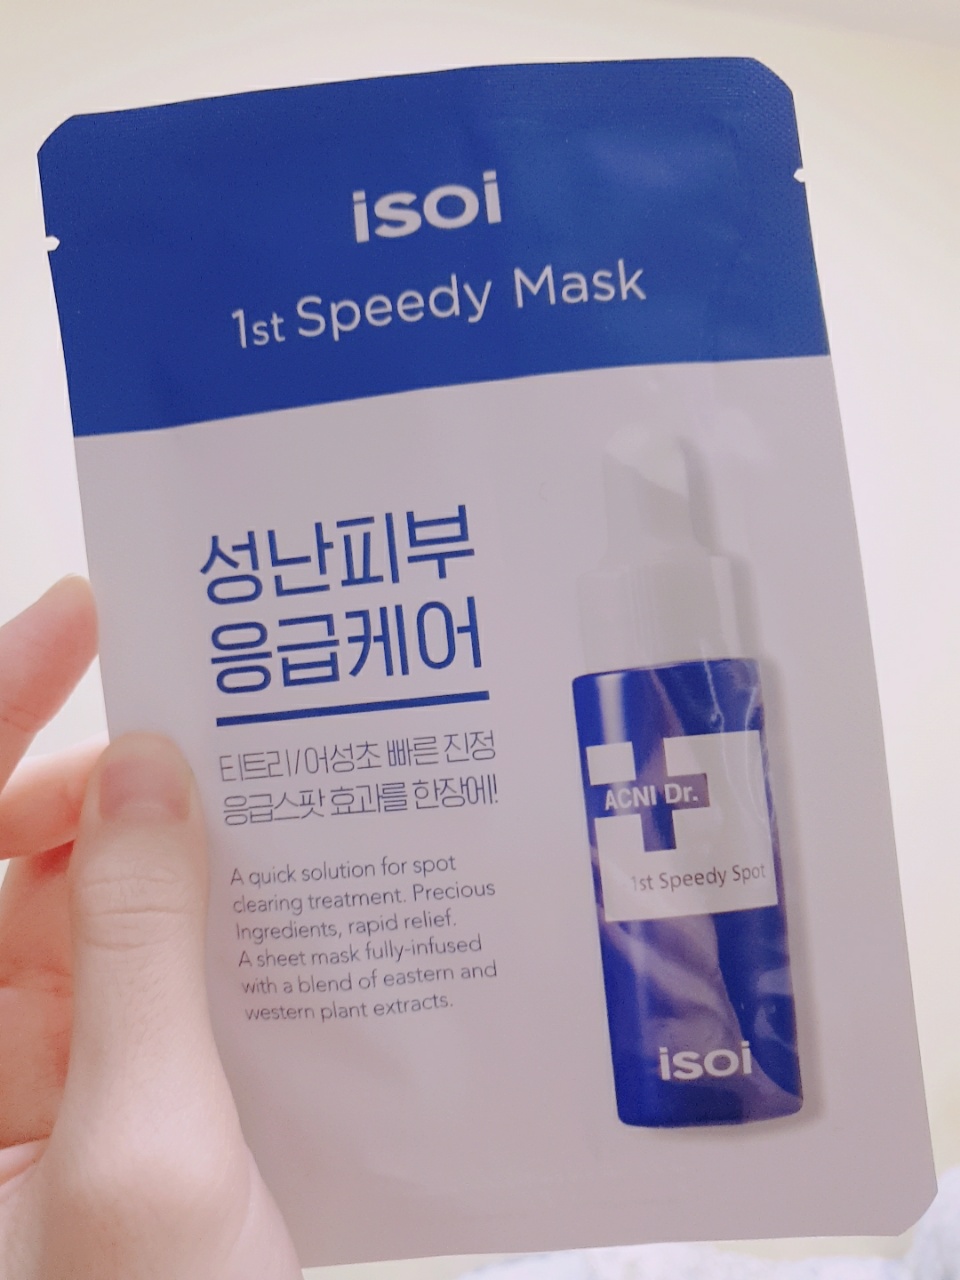 isoi
1st Speedy Mask
성난피부
응급케어
티트리/어성초 빠른 진정
응급스팟 효과를 한장에!
A quick solution for spot
clearing treatment. Precious
Ingredients, rapid relief.
A sheet mask fully-infused
with a blend of eastern and
western plant extracts.
ACNI Dr.
1st Speedy Spot
isoi